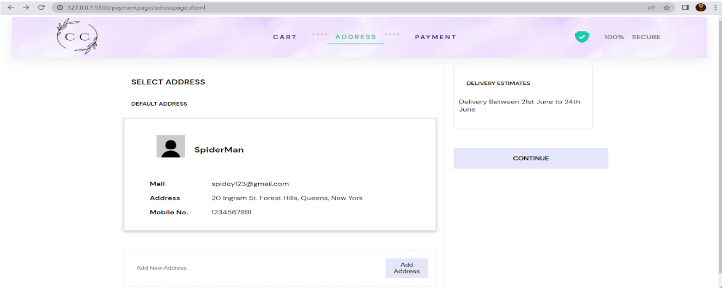 127.0.0.1:5500/paymentpage/adresspage.shtml
CC
CART ---- ADDRESS ---- PAYMENT
100% SECURE
SELECT ADDRESS
DEFAULT ADDRESS
SpiderMan
Mail spidey123@gmail.com
Address 20 Ingram St. Forest Hills, Queens, New York
Mobile No. 1234567891
Add New Address
Add
Address
DELIVERY ESTIMATES
Delivery Between 21st June to 24th
June
CONTINUE